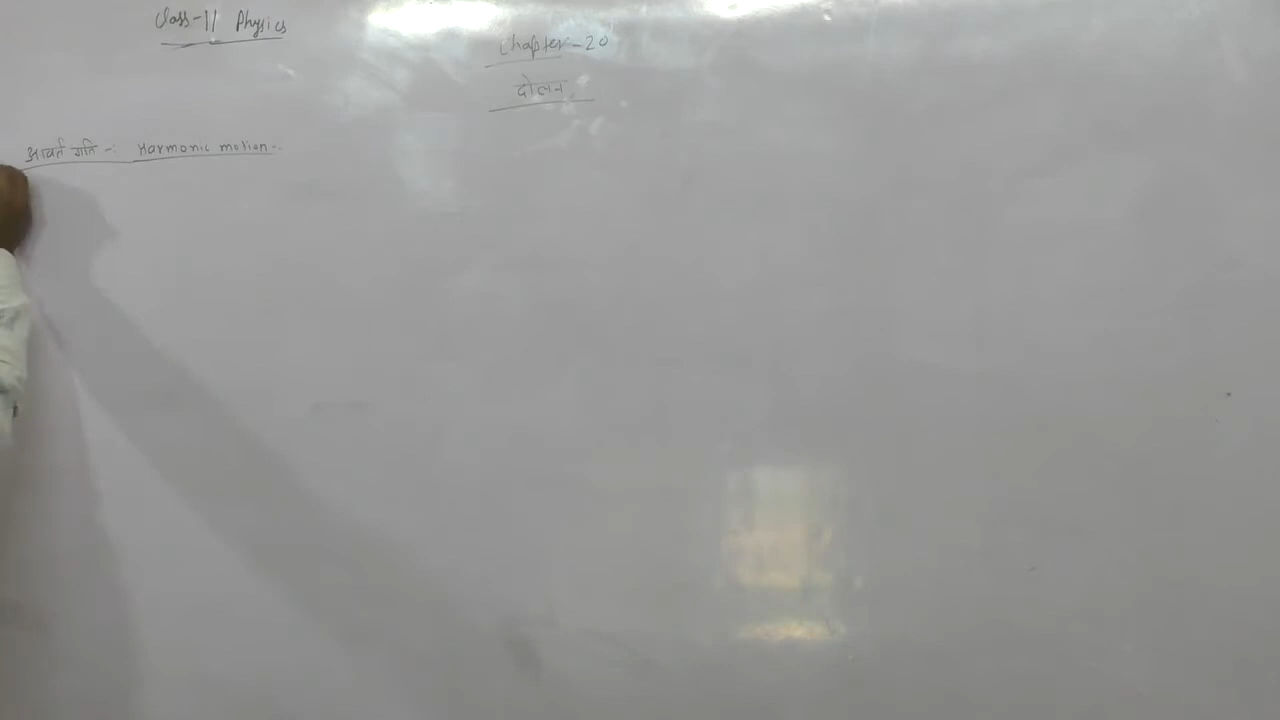 Class-11 Physics
Chapter-20
दोलन
आवर्त गति -: Harmonic motion-